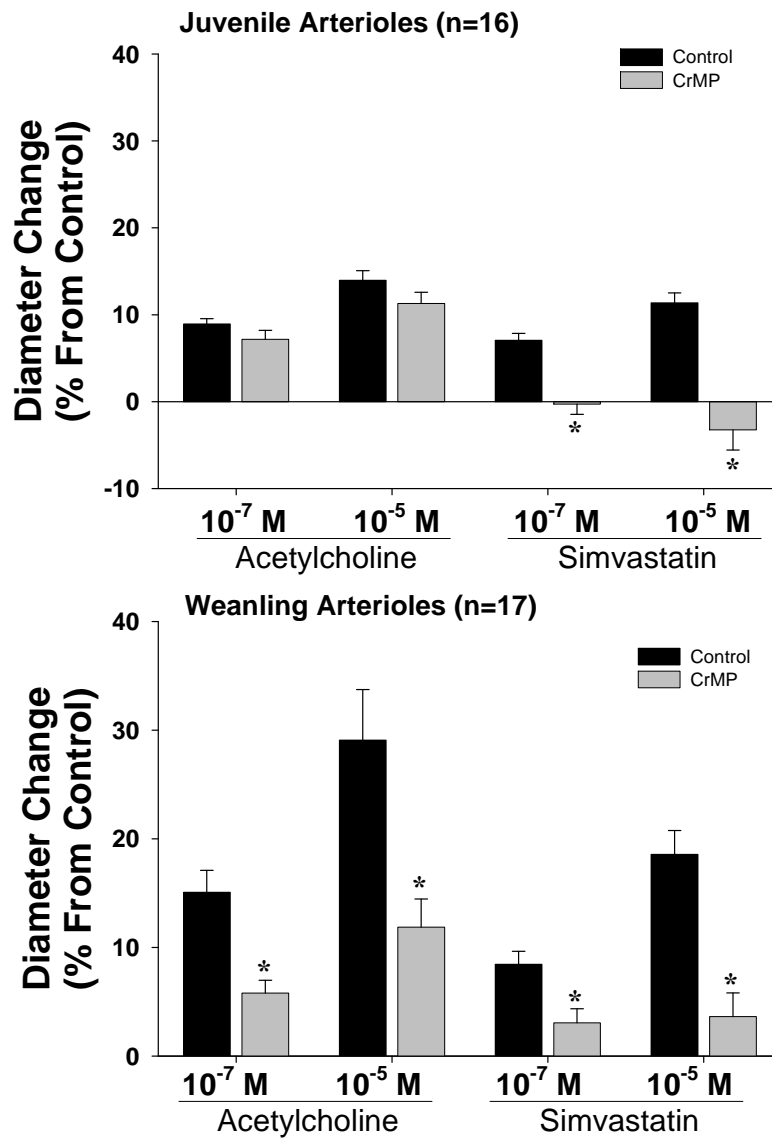 Juvenile Arterioles (n=16)
Control
CrMP
Diameter Change
(% From Control)
40
30
20
10
0
-10
*
*
10⁻⁷ M 10⁻⁵ M 10⁻⁷ M 10⁻⁵ M
Acetylcholine Simvastatin
Weanling Arterioles (n=17)
Control
CrMP
Diameter Change
(% From Control)
40
30
20
10
0
*
*
*
*
10⁻⁷ M 10⁻⁵ M 10⁻⁷ M 10⁻⁵ M
Acetylcholine Simvastatin